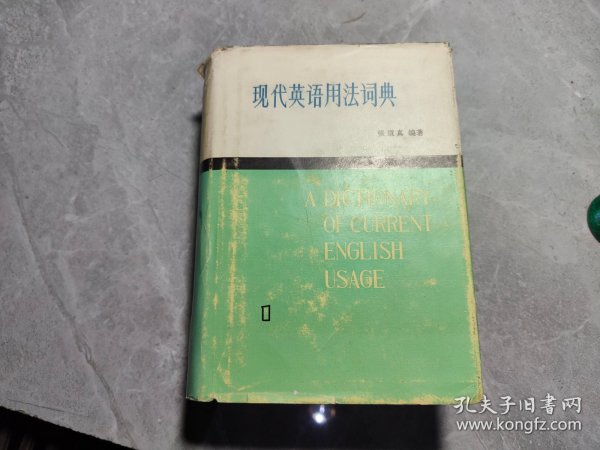 现代英语用法词典
张道真 编著
A DICTIONARY
OF CURRENT
ENGLISH
USAGE
孔夫子旧书网
www.kongfz.com